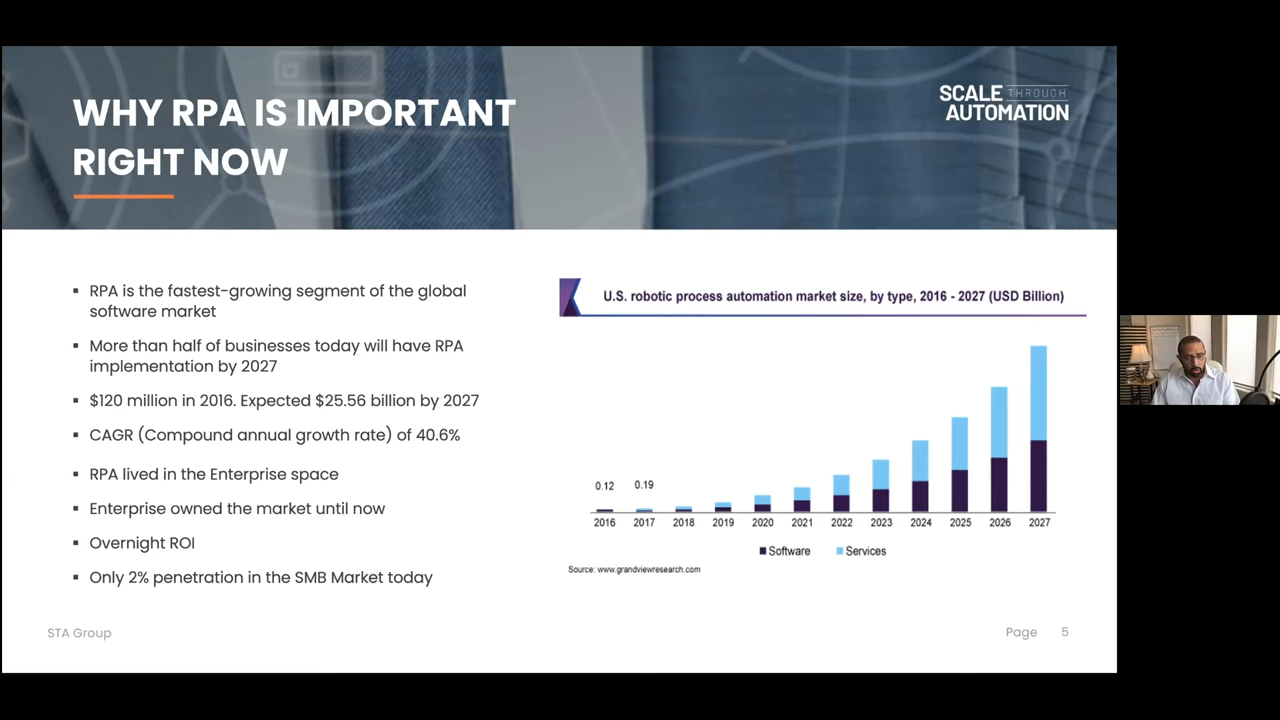 WHY RPA IS IMPORTANT
RIGHT NOW
SCALE THROUGH
AUTOMATION
▪ RPA is the fastest-growing segment of the global
software market
▪ More than half of businesses today will have RPA
implementation by 2027
▪ $120 million in 2016. Expected $25.56 billion by 2027
▪ CAGR (Compound annual growth rate) of 40.6%
▪ RPA lived in the Enterprise space
▪ Enterprise owned the market until now
▪ Overnight ROI
▪ Only 2% penetration in the SMB Market today
U.S. robotic process automation market size, by type, 2016 - 2027 (USD Billion)
0.12 0.19
2016 2017 2018 2019 2020 2021 2022 2023 2024 2025 2026 2027
Software Services
Source: www.grandviewresearch.com
STA Group
Page 5